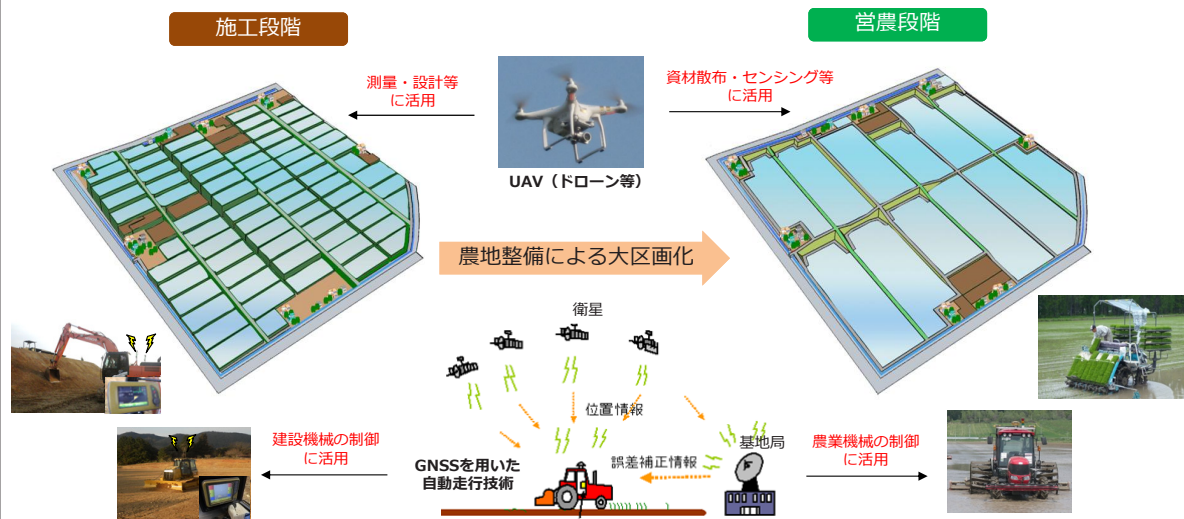 施工段階
営農段階
測量・設計等
に活用
資材散布・センシング等
に活用
UAV（ドローン等）
農地整備による大区画化
衛星
位置情報
基地局
建設機械の制御
に活用
GNSSを用いた
自動走行技術
誤差補正情報
農業機械の制御
に活用